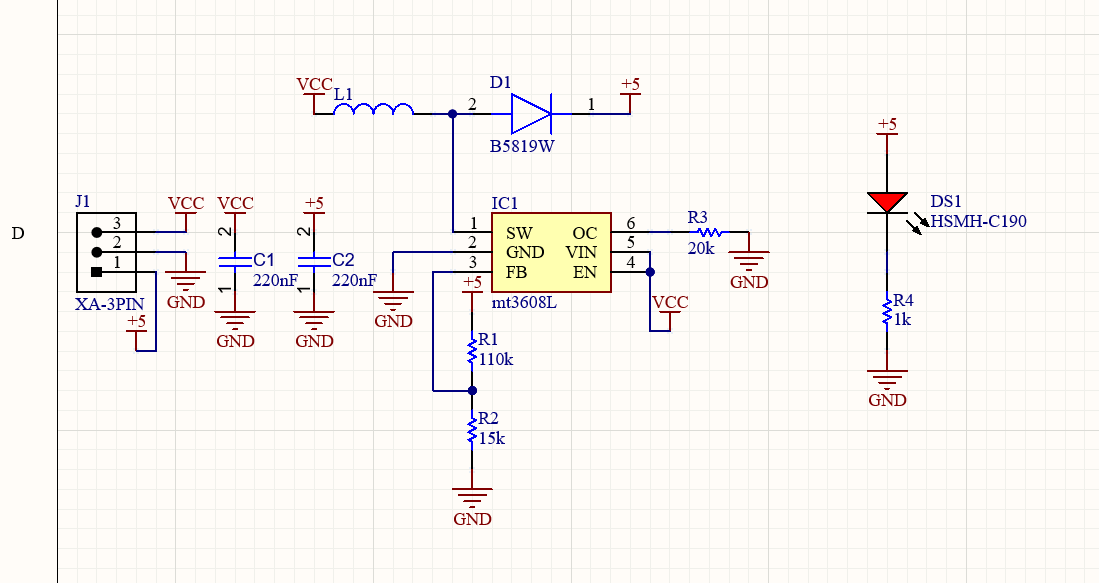 D
J1
3
2
1
XA-3PIN
VCC
GND
+5
VCC
2
C1
220nF
1
GND
+5
2
C2
220nF
1
GND
VCC
L1
D1
2
1
B5819W
+5
IC1
1
SW
2
GND
3
FB
OC
6
VIN
5
EN
4
mt3608L
GND
+5
R1
110k
R2
15k
GND
R3
20k
GND
VCC
+5
DS1
HSMH-C190
R4
1k
GND